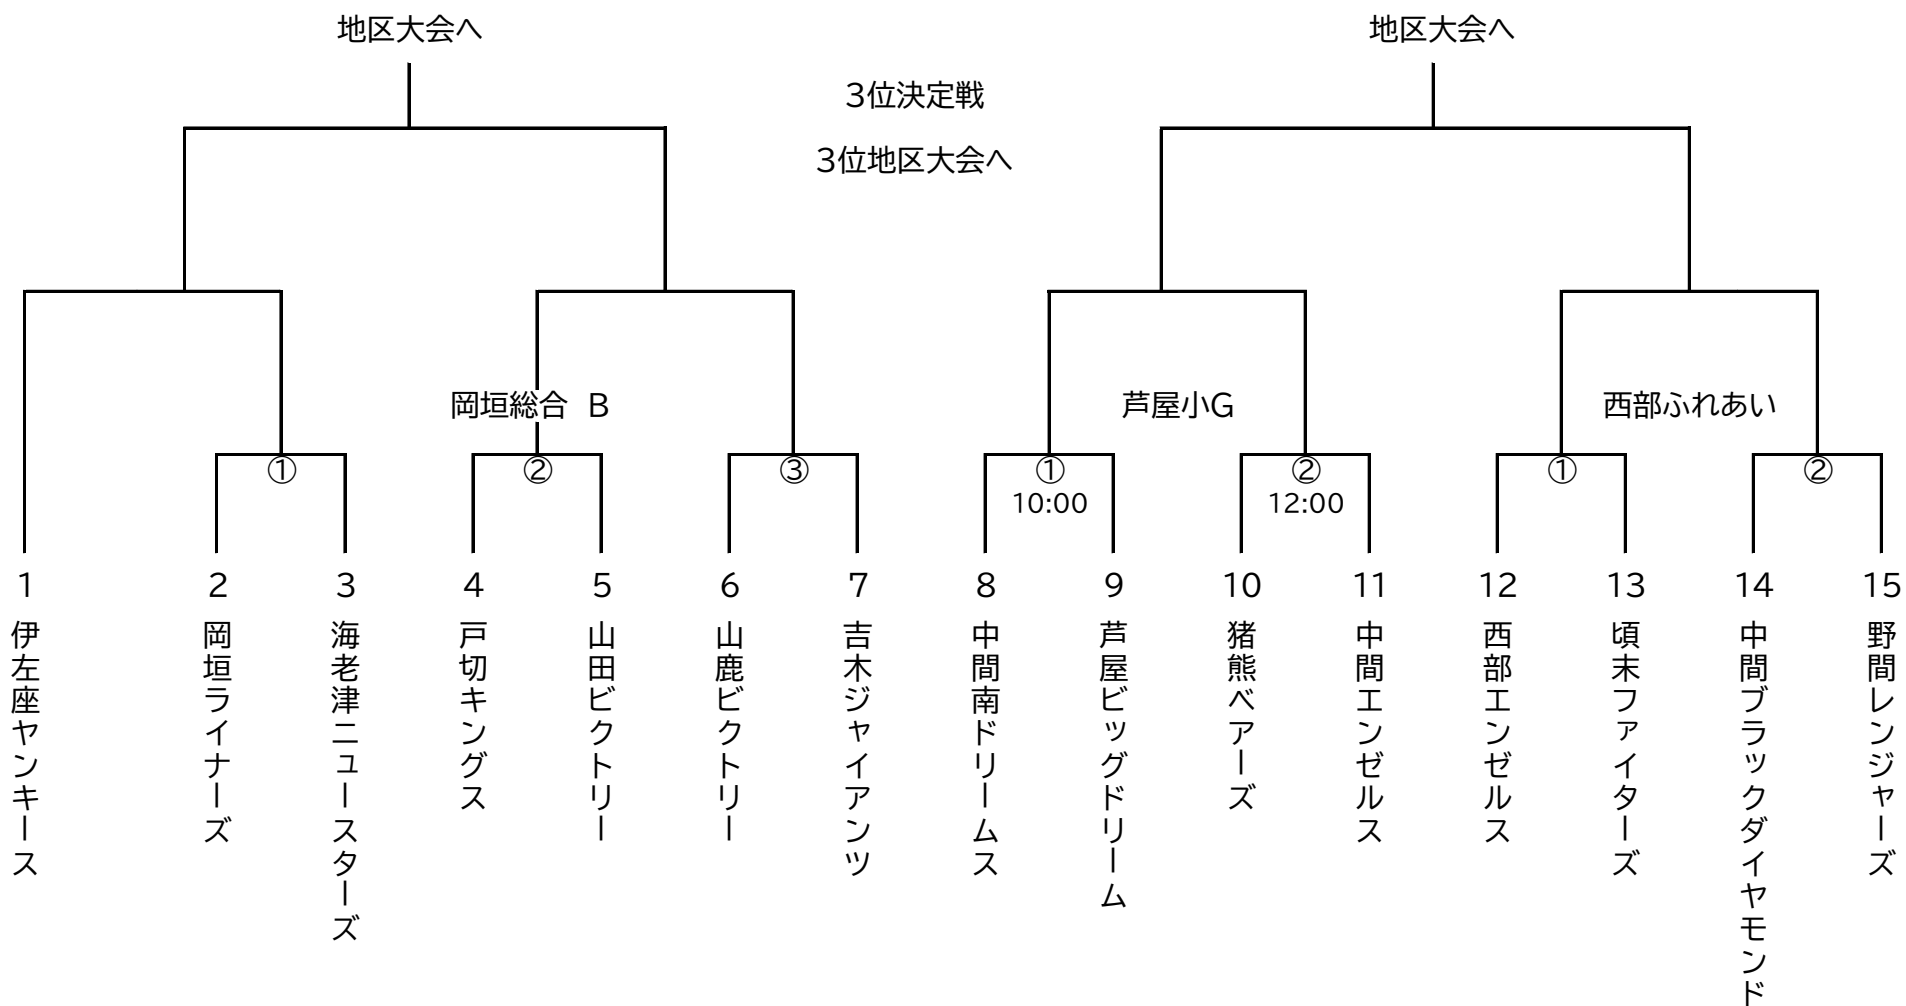 地区大会へ
地区大会へ
3位決定戦
3位地区大会へ
岡垣総合 B
芦屋小G
西部ふれあい
①
②
③
①
②
①
②
10:00
12:00
1
2
3
4
5
6
7
8
9
10
11
12
13
14
15
伊左座ヤンキース
岡垣ライナーズ
海老津ニュースターズ
戸切キングス
山田ビクトリー
山鹿ビクトリー
吉木ジャイアンツ
中間南ドリームス
芦屋ビッグドリーム
猪熊ベアーズ
中間エンゼルス
西部エンゼルス
頃末ファイターズ
中間ブラックダイヤモンド
野間レンジャーズ